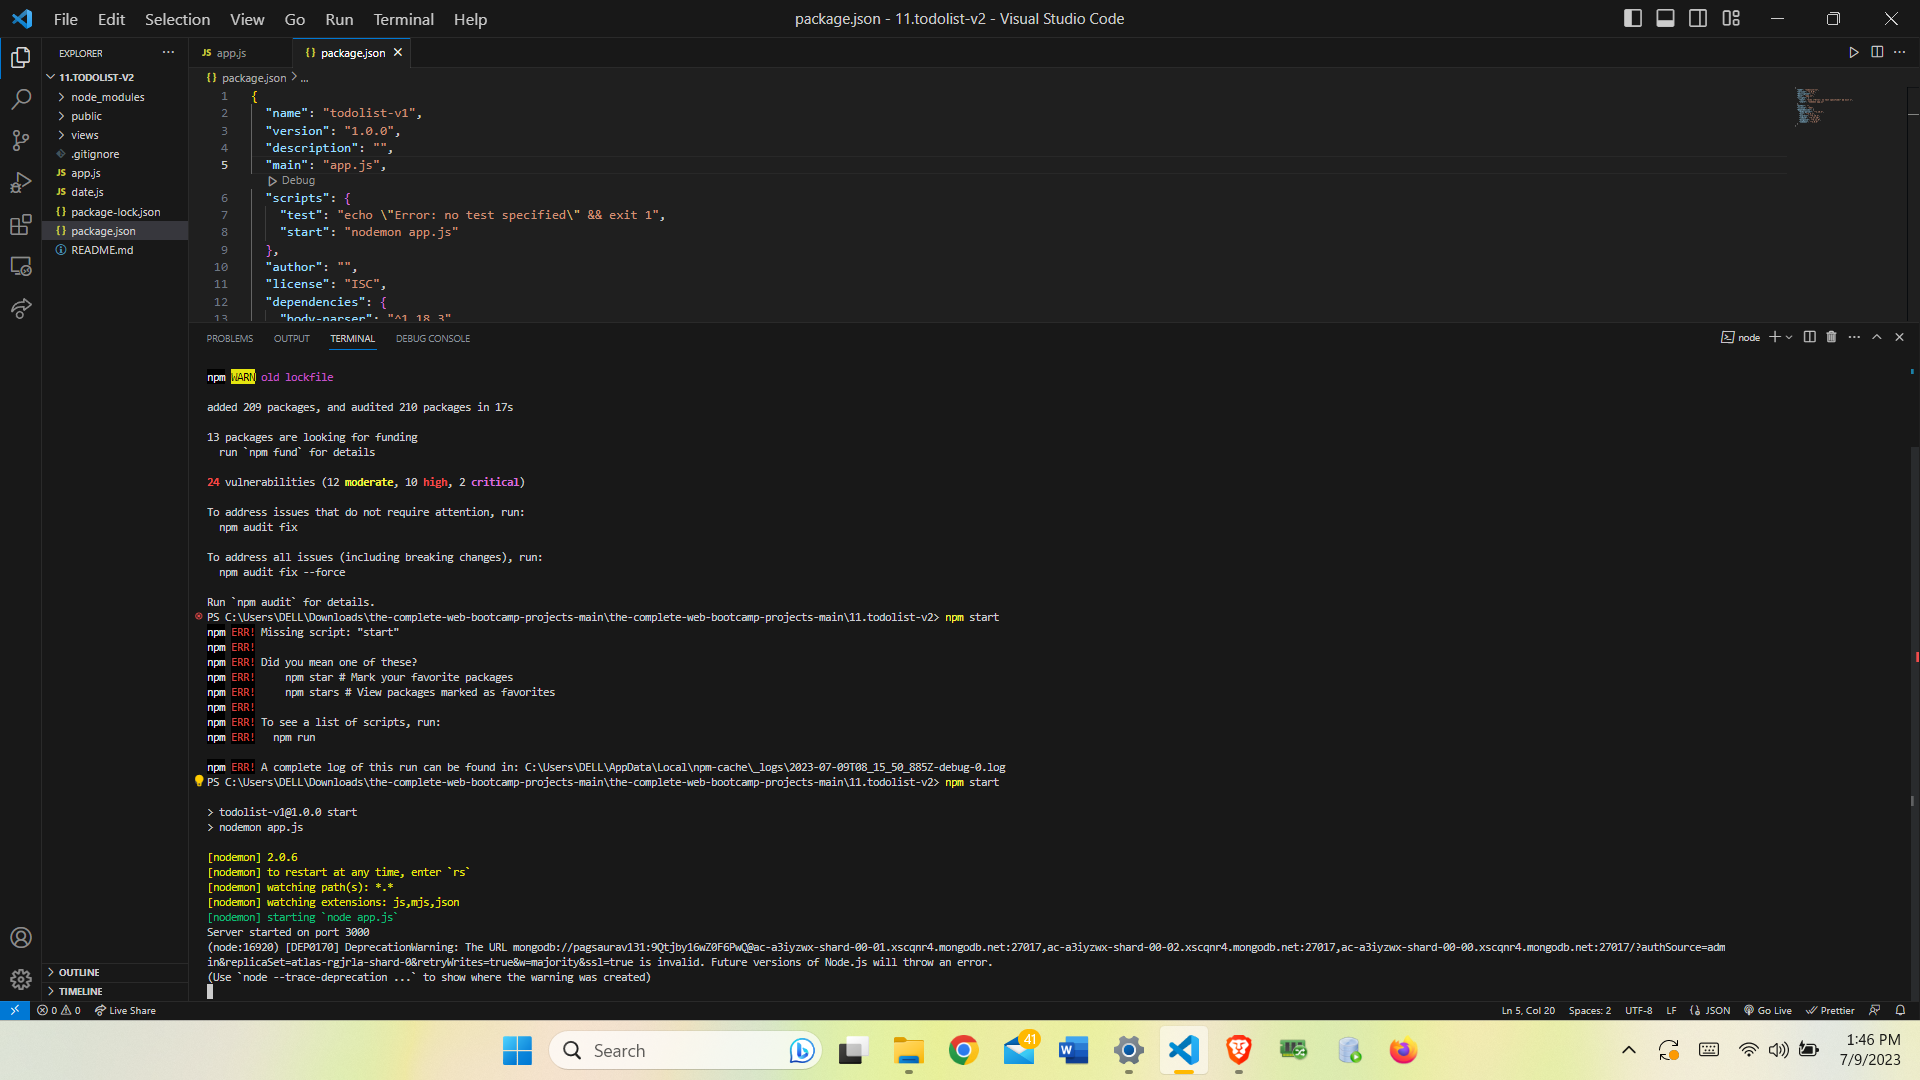 File Edit Selection View Go Run Terminal Help
package.json - 11.todolist-v2 - Visual Studio Code
EXPLORER
11.TODOLIST-V2
node_modules
public
views
.gitignore
JS app.js
JS date.js
{} package-lock.json
{} package.json
README.md
OUTLINE
TIMELINE
JS app.js
{} package.json
{} package.json > ...
1 {
2 "name": "todolist-v1",
3 "version": "1.0.0",
4 "description": "",
5 "main": "app.js",
Debug
6 "scripts": {
7 "test": "echo \"Error: no test specified\" && exit 1",
8 "start": "nodemon app.js"
9 },
10 "author": "",
11 "license": "ISC",
12 "dependencies": {
13 "body-parser": "^1.18.3"
PROBLEMS OUTPUT TERMINAL DEBUG CONSOLE
node
npm WARN old lockfile
added 209 packages, and audited 210 packages in 17s
13 packages are looking for funding
run `npm fund` for details
24 vulnerabilities (12 moderate, 10 high, 2 critical)
To address issues that do not require attention, run:
npm audit fix
To address all issues (including breaking changes), run:
npm audit fix --force
Run `npm audit` for details.
PS C:\Users\DELL\Downloads\the-complete-web-bootcamp-projects-main\the-complete-web-bootcamp-projects-main\11.todolist-v2> npm start
npm ERR! Missing script: "start"
npm ERR!
npm ERR! Did you mean one of these?
npm ERR! npm star # Mark your favorite packages
npm ERR! npm stars # View packages marked as favorites
npm ERR!
npm ERR! To see a list of scripts, run:
npm ERR! npm run
npm ERR! A complete log of this run can be found in: C:\Users\DELL\AppData\Local\npm-cache\_logs\2023-07-09T08_15_50_885Z-debug-0.log
PS C:\Users\DELL\Downloads\the-complete-web-bootcamp-projects-main\the-complete-web-bootcamp-projects-main\11.todolist-v2> npm start
> todolist-v1@1.0.0 start
> nodemon app.js
[nodemon] 2.0.6
[nodemon] to restart at any time, enter `rs`
[nodemon] watching path(s): *.*
[nodemon] watching extensions: js,mjs,json
[nodemon] starting `node app.js`
Server started on port 3000
(node:16920) [DEP0170] DeprecationWarning: The URL mongodb://pagsaurav131:9Qtjby16wZ0F6PwQ@ac-a3iyzwx-shard-00-01.xscqnr4.mongodb.net:27017,ac-a3iyzwx-shard-00-02.xscqnr4.mongodb.net:27017,ac-a3iyzwx-shard-00-00.xscqnr4.mongodb.net:27017/?authSource=adm
in&replicaSet=atlas-rgjrla-shard-0&retryWrites=true&w=majority&ssl=true is invalid. Future versions of Node.js will throw an error.
(Use `node --trace-deprecation ...` to show where the warning was created)
0 0 Live Share
Ln 5, Col 20 Spaces: 2 UTF-8 LF {} JSON Go Live Prettier
Search
41
1:46 PM
7/9/2023